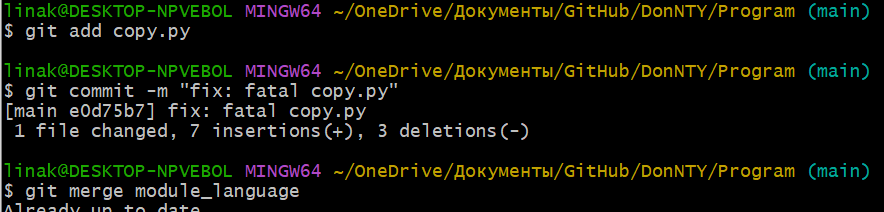 linak@DESKTOP-NPVEBOL MINGW64 ~/OneDrive/Документы/GitHub/DonNTY/Program (main)
$ git add copy.py
linak@DESKTOP-NPVEBOL MINGW64 ~/OneDrive/Документы/GitHub/DonNTY/Program (main)
$ git commit -m "fix: fatal copy.py"
[main e0d75b7] fix: fatal copy.py
 1 file changed, 7 insertions(+), 3 deletions(-)
linak@DESKTOP-NPVEBOL MINGW64 ~/OneDrive/Документы/GitHub/DonNTY/Program (main)
$ git merge module_language
Already up to date